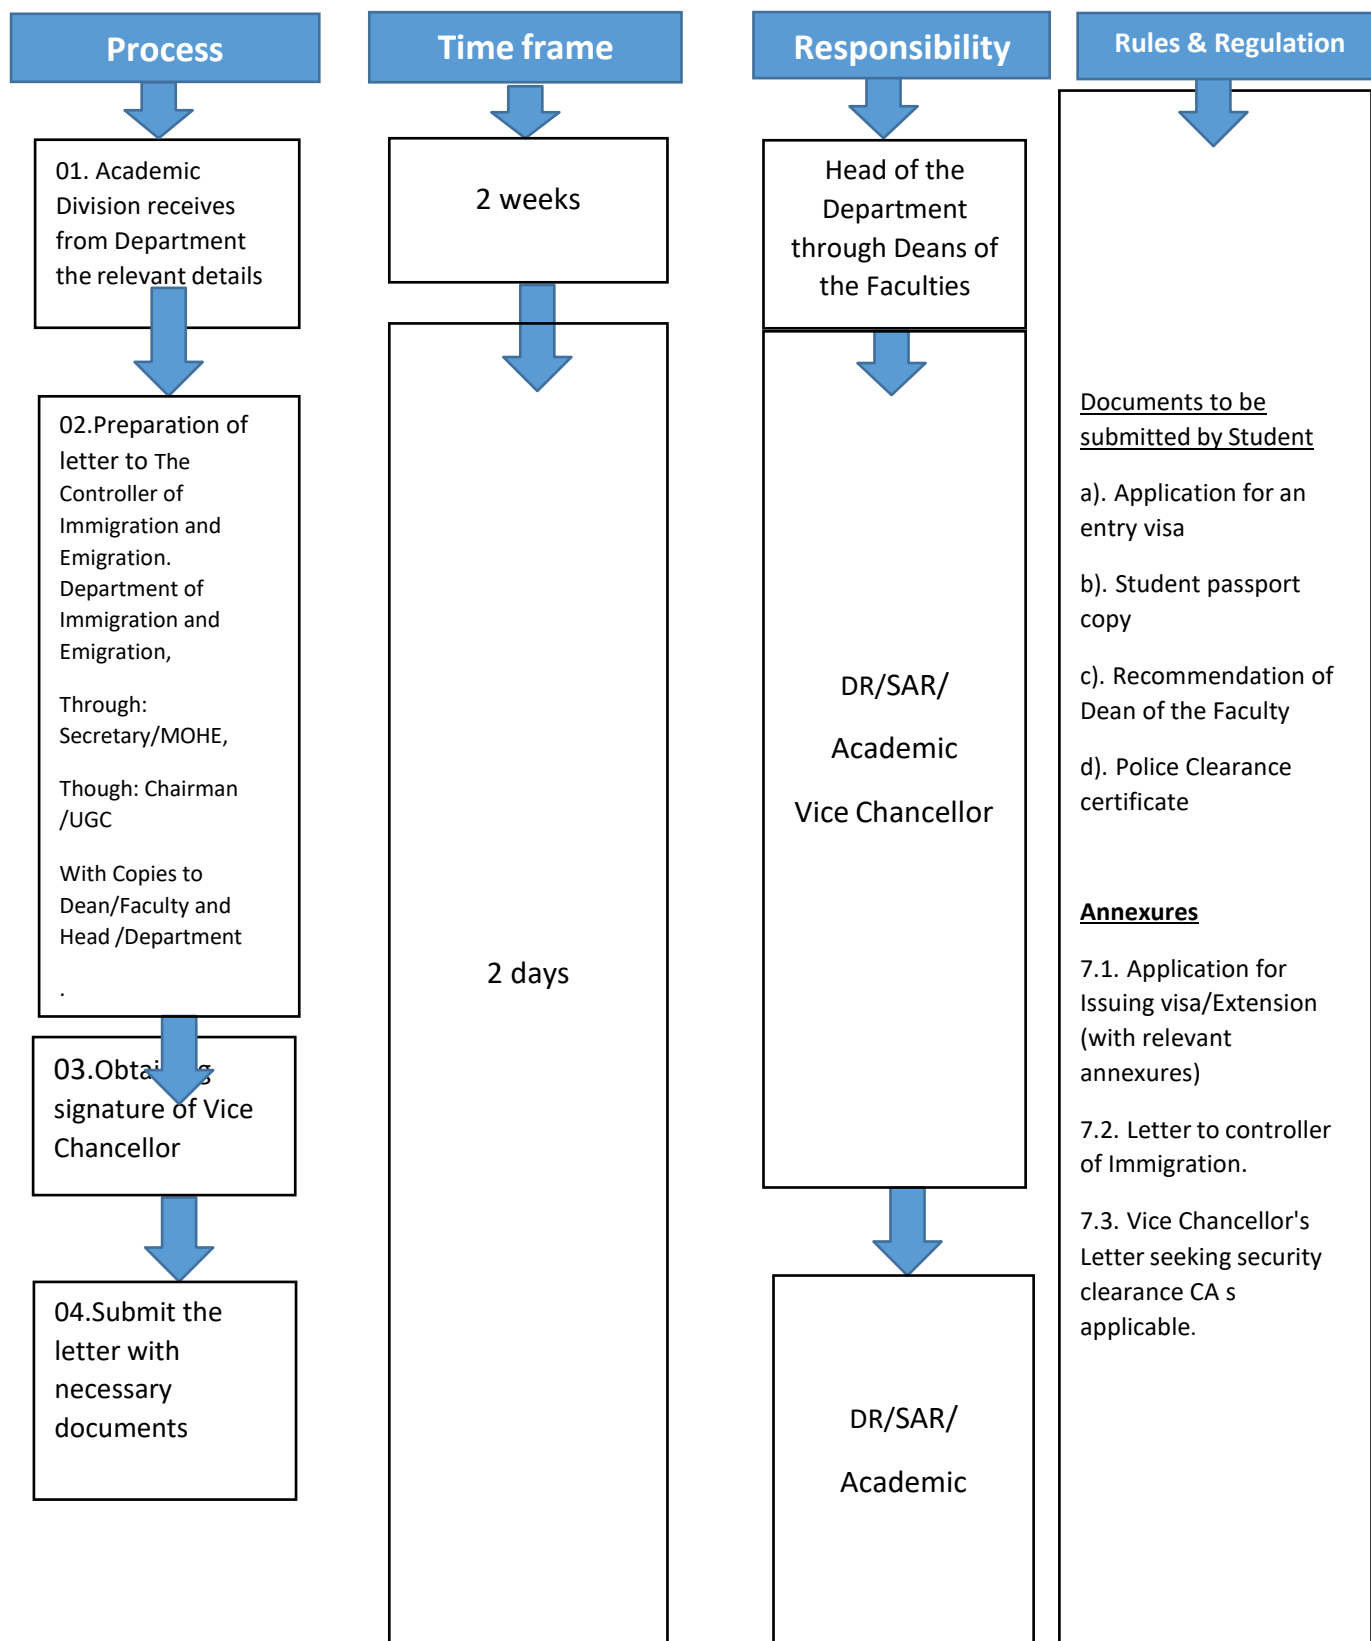 Process
Time frame
Responsibility
Rules & Regulation
01. Academic
Division receives
from Department
the relevant details
2 weeks
Head of the
Department
through Deans of
the Faculties
02.Preparation of
letter to The
Controller of
Immigration and
Emigration.
Department of
Immigration and
Emigration,
Through:
Secretary/MOHE,
Though: Chairman
/UGC
With Copies to
Dean/Faculty and
Head /Department
.
03.Obtaining
signature of Vice
Chancellor
04.Submit the
letter with
necessary
documents
2 days
DR/SAR/
Academic
Vice Chancellor
DR/SAR/
Academic
Documents to be
submitted by Student
a). Application for an
entry visa
b). Student passport
copy
c). Recommendation of
Dean of the Faculty
d). Police Clearance
certificate
Annexures
7.1. Application for
Issuing visa/Extension
(with relevant
annexures)
7.2. Letter to controller
of Immigration.
7.3. Vice Chancellor's
Letter seeking security
clearance CA s
applicable.